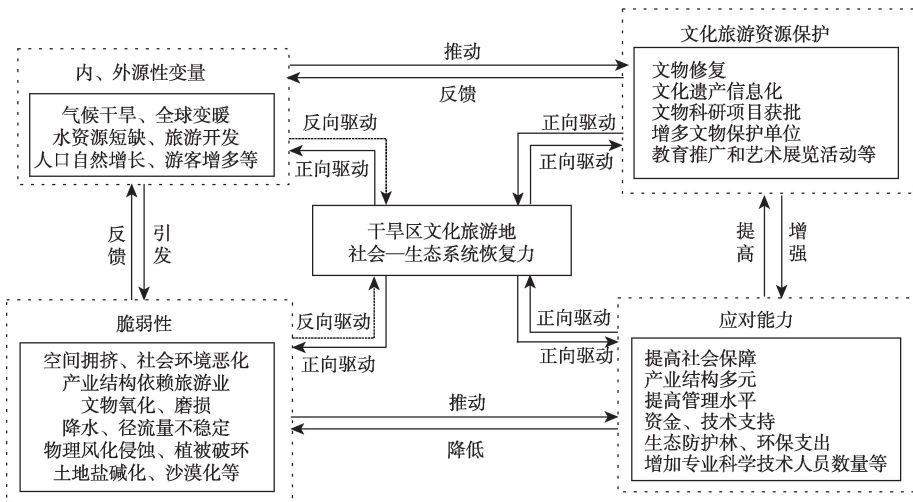 内、外源性变量
气候干旱、全球变暖
水资源短缺、旅游开发
人口自然增长、游客增多等
推动
反馈
文化旅游资源保护
文物修复
文化遗产信息化
文物科研项目获批
增多文物保护单位
教育推广和艺术展览活动等
反向驱动
正向驱动
正向驱动
正向驱动
干旱区文化旅游地
社会—生态系统恢复力
反馈
引发
提高
增强
脆弱性
空间拥挤、社会环境恶化
产业结构依赖旅游业
文物氧化、磨损
降水、径流量不稳定
物理风化侵蚀、植被破环
土地盐碱化、沙漠化等
反向驱动
正向驱动
正向驱动
正向驱动
推动
降低
应对能力
提高社会保障
产业结构多元
提高管理水平
资金、技术支持
生态防护林、环保支出
增加专业科学技术人员数量等